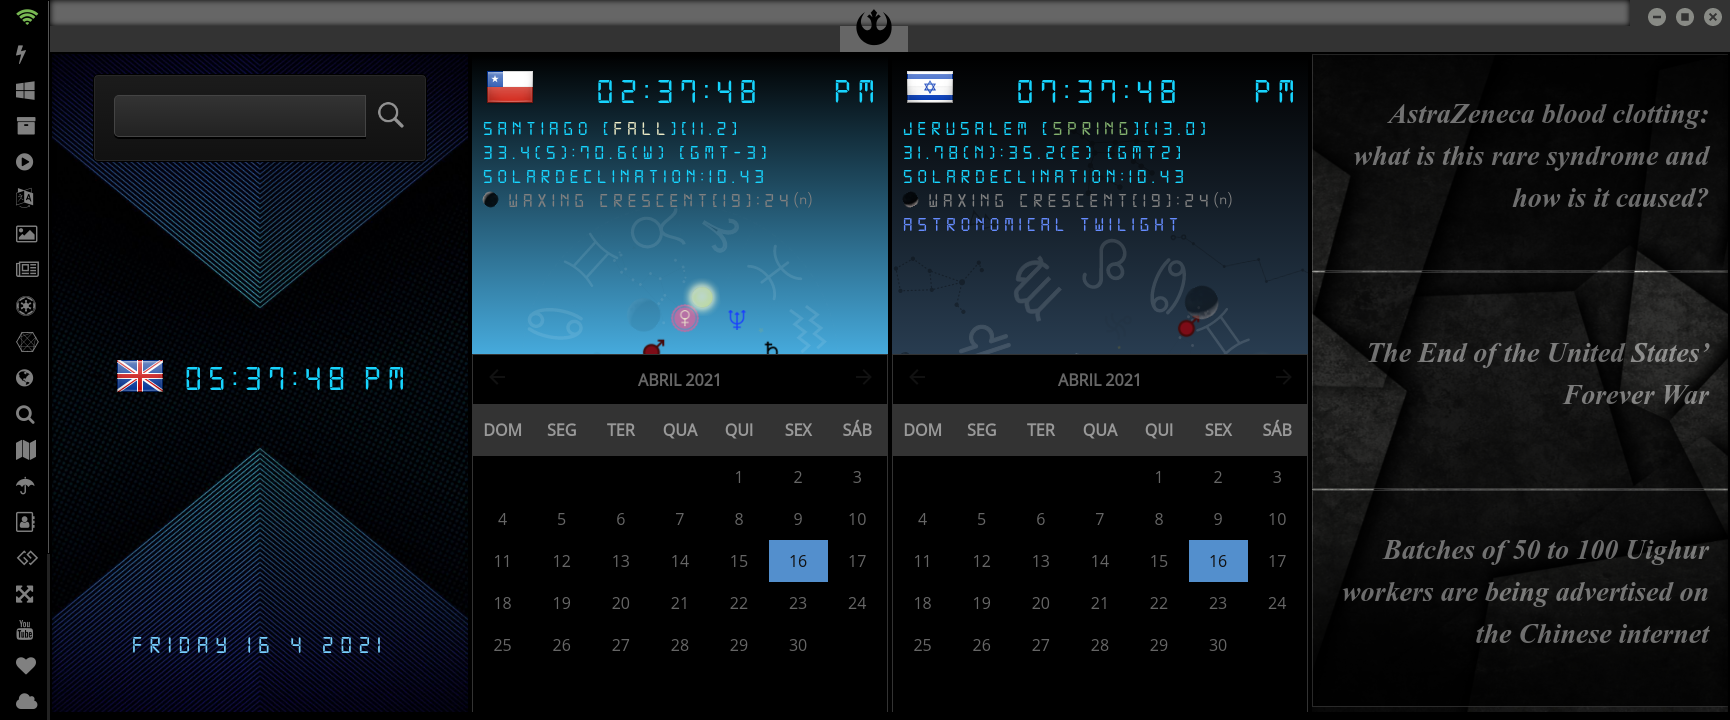 02:37:48 PM
SANTIAGO [FALL][11.2]
33.4(S):70.6(W) [GMT-3]
SOLARDECLINATION:10.43
WAXING CRESCENT[19]:24(n)
07:37:48 PM
JERUSALEM [SPRING][13.0]
31.78(N):35.2(E) [GMT2]
SOLARDECLINATION:10.43
WAXING CRESCENT[19]:24(n)
ASTRONOMICAL TWILIGHT
05:37:48 PM
FRIDAY 16 4 2021
ABRIL 2021
DOM SEG TER QUA QUI SEX SÁB
1 2 3
4 5 6 7 8 9 10
11 12 13 14 15 16 17
18 19 20 21 22 23 24
25 26 27 28 29 30
ABRIL 2021
DOM SEG TER QUA QUI SEX SÁB
1 2 3
4 5 6 7 8 9 10
11 12 13 14 15 16 17
18 19 20 21 22 23 24
25 26 27 28 29 30
AstraZeneca blood clotting:
what is this rare syndrome and
how is it caused?
The End of the United States’
Forever War
Batches of 50 to 100 Uighur
workers are being advertised on
the Chinese internet
You
Tube